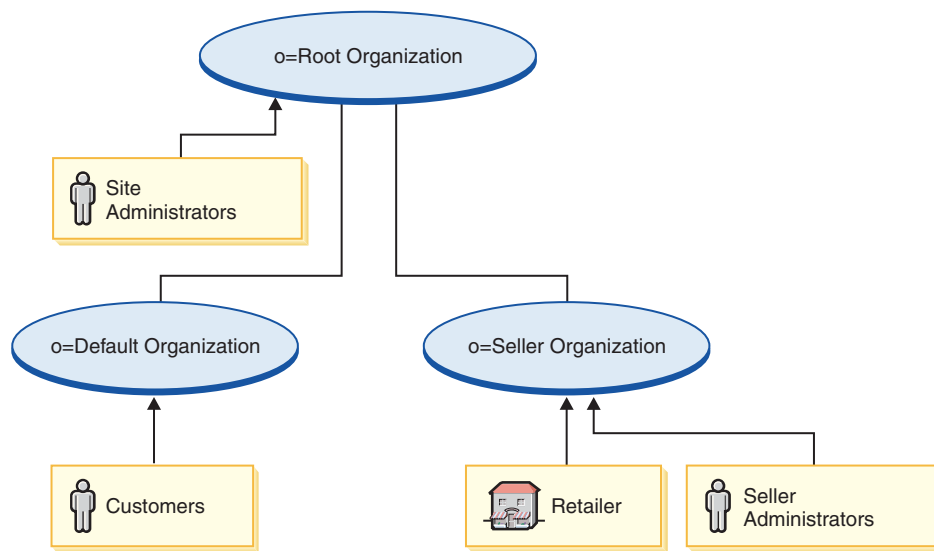 o=Root Organization
Site
Administrators
o=Default Organization
o=Seller Organization
Customers
Retailer
Seller
Administrators